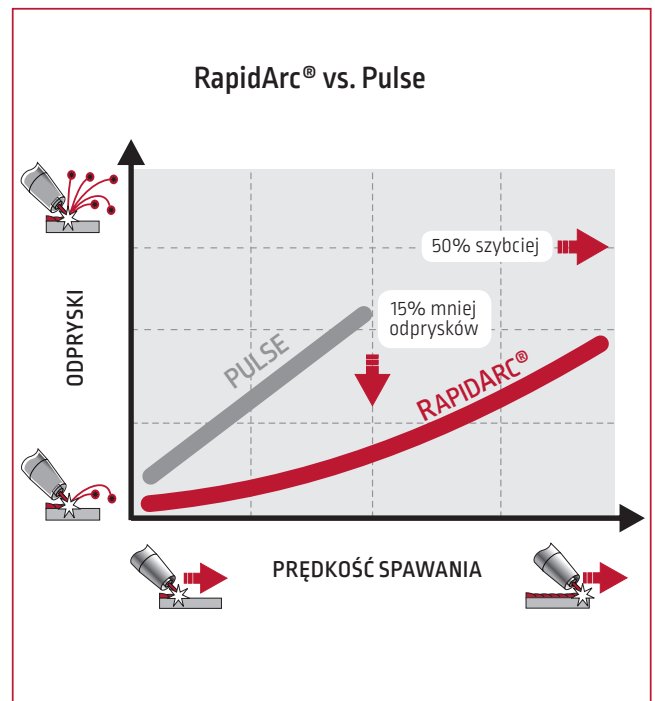 RapidArc® vs. Pulse
50% szybciej
15% mniej
odprysków
PULSE
RAPIDARC®
ODPRYSKI
PRĘDKOŚĆ SPAWANIA